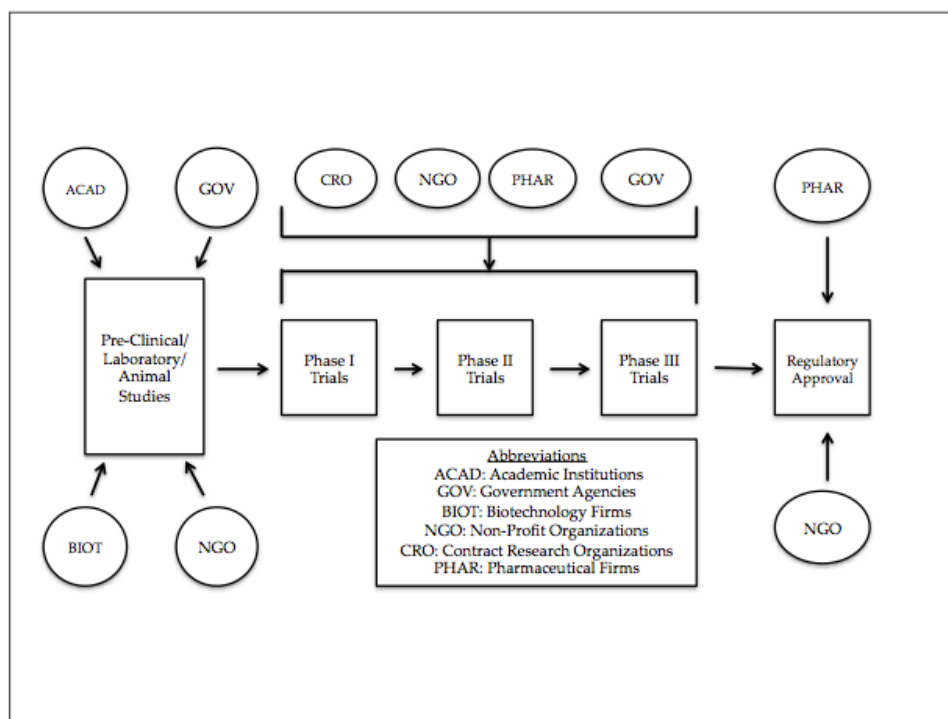 ACAD
GOV
CRO
NGO
PHAR
GOV
PHAR
Pre-Clinical/
Laboratory/
Animal
Studies
Phase I
Trials
Phase II
Trials
Phase III
Trials
Regulatory
Approval
Abbreviations
ACAD: Academic Institutions
GOV: Government Agencies
BIOT: Biotechnology Firms
NGO: Non-Profit Organizations
CRO: Contract Research Organizations
PHAR: Pharmaceutical Firms
BIOT
NGO
NGO